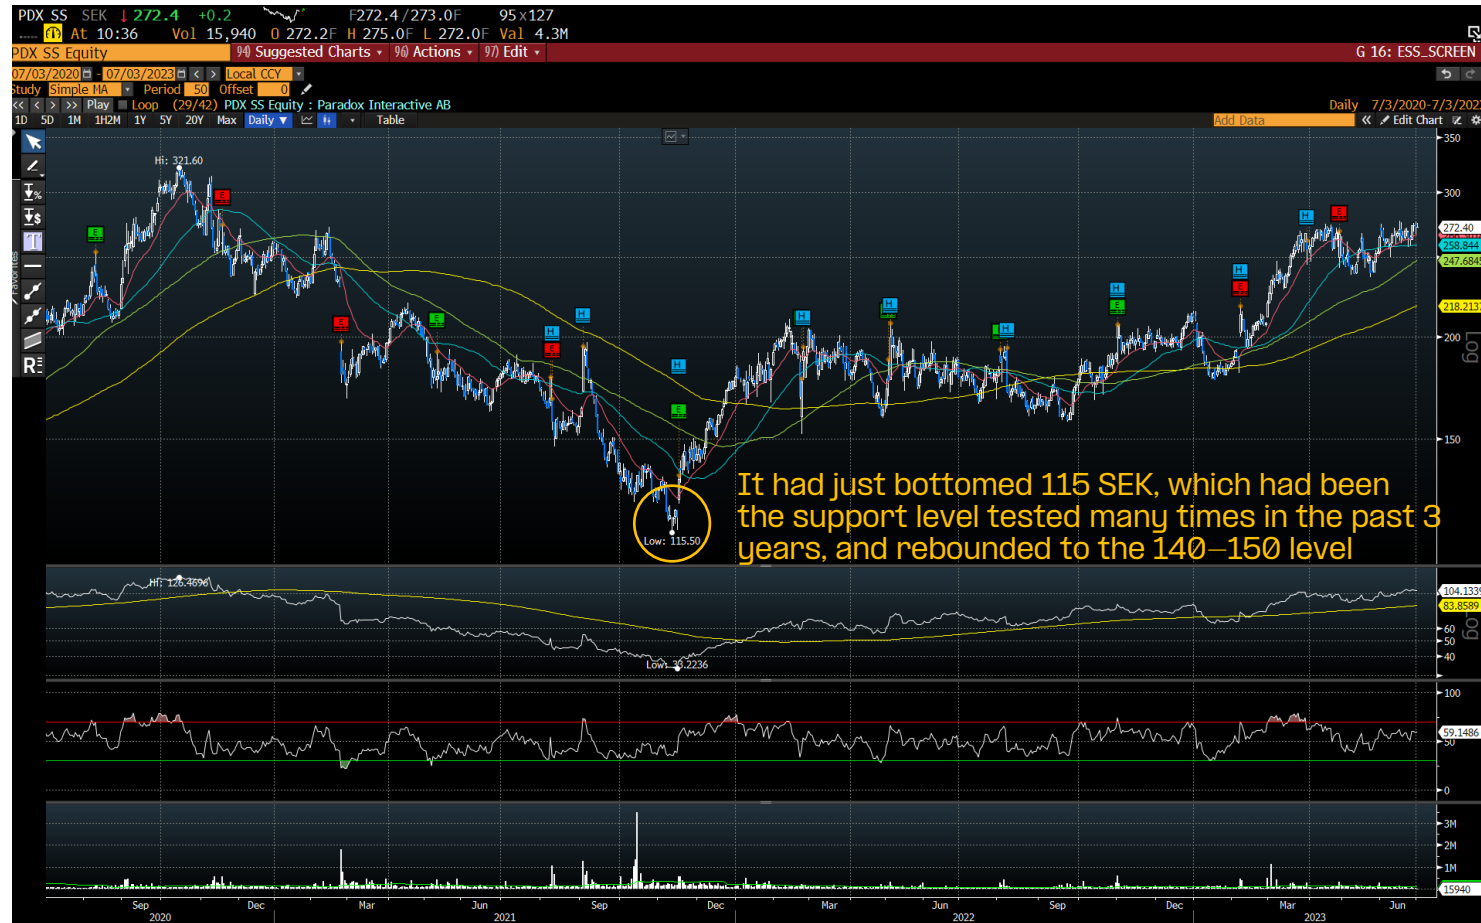 PDX SS SEK ↓ 272.4 +0.2 F272.4/273.0F 95x127
At 10:36 Vol 15,940 O 272.2F H 275.0F L 272.0F Val 4.3M
PDX SS Equity 94) Suggested Charts 96) Actions 97) Edit G 16: ESS_SCREEN
07/03/2020 - 07/03/2023 Local CCY
Study Simple MA Period 50 Offset 0
<< < > >> Play Loop (29/42) PDX SS Equity : Paradox Interactive AB Daily 7/3/2020-7/3/2023
1D 5D 1M 1H2M 1Y 5Y 20Y Max Daily ▼ Table Add Data « Edit Chart
Favorites
T
R
350
Hi: 321.60
300
272.40
258.844
247.6845
218.2137
200
Log
150
It had just bottomed 115 SEK, which had been
the support level tested many times in the past 3
years, and rebounded to the 140–150 level
Low: 115.50
Hi: 126.4696
104.1339
83.8589
60
50
40
Log
Low: 33.2236
100
59.1486
50
0
3M
2M
1M
15940
Sep Dec Mar Jun Sep Dec Mar Jun Sep Dec Mar Jun
2020 2021 2022 2023